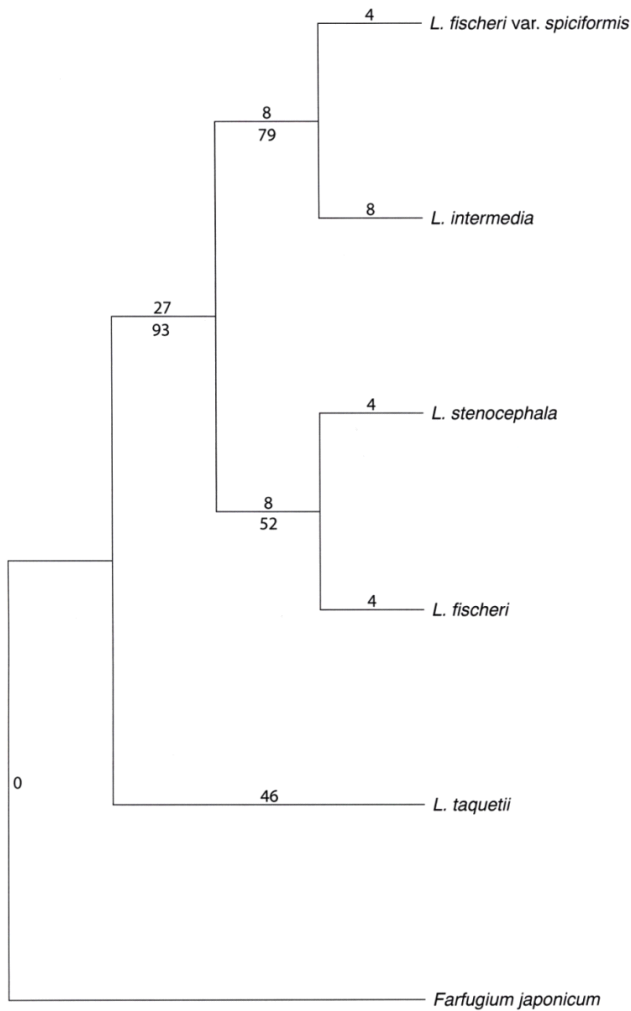 4
L. fischeri var. spiciformis
8
79
8
L. intermedia
27
93
4
L. stenocephala
8
52
4
L. fischeri
0
46
L. taquetii
Farfugium japonicum